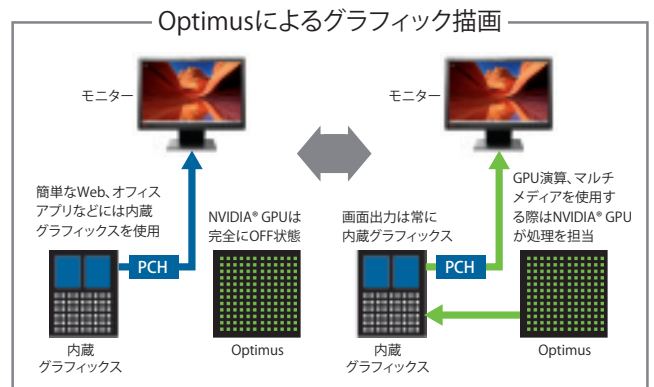 Optimusによるグラフィック描画
モニター
簡単なWeb、オフィス
アプリなどには内蔵
グラフィックスを使用
NVIDIA® GPUは
完全にOFF状態
PCH
内蔵
グラフィックス
Optimus
モニター
画面出力は常に
内蔵グラフィックス
GPU演算、マルチ
メディアを使用す
る際はNVIDIA® GPU
が処理を担当
PCH
内蔵
グラフィックス
Optimus